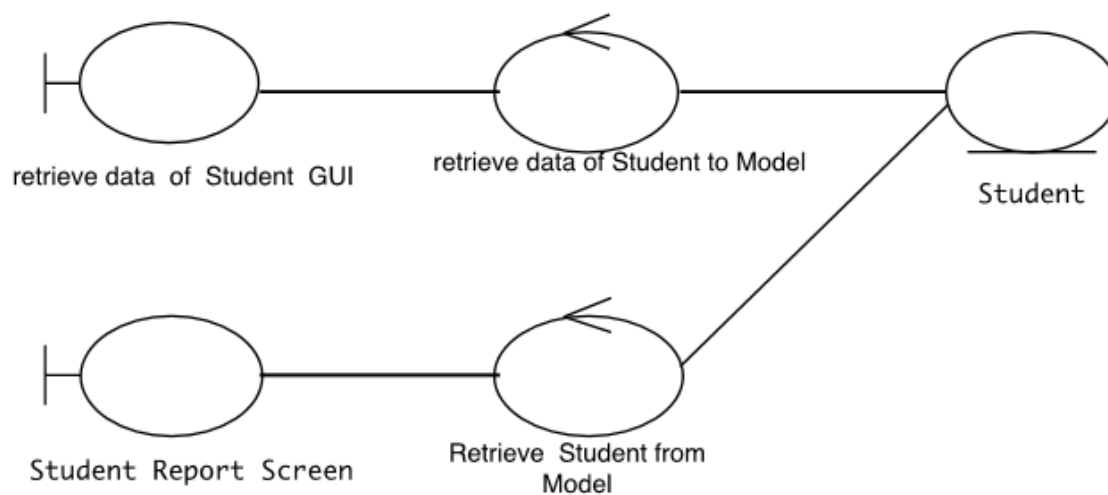 retrieve data of Student GUI
retrieve data of Student to Model
Student
Student Report Screen
Retrieve Student from
Model